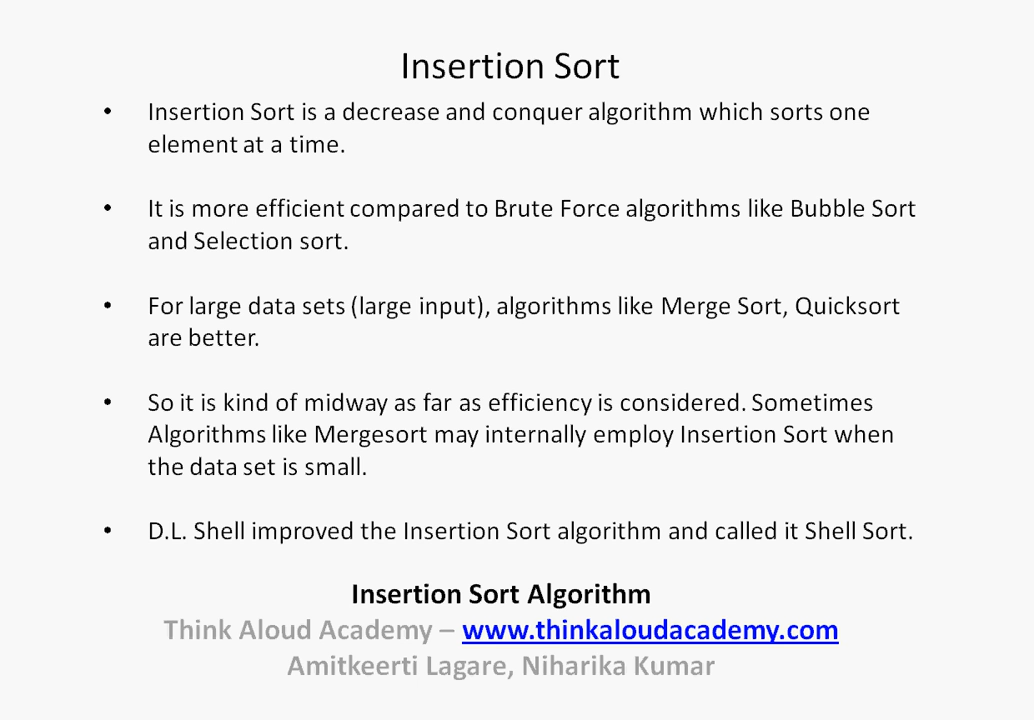 Insertion Sort
• Insertion Sort is a decrease and conquer algorithm which sorts one
element at a time.
• It is more efficient compared to Brute Force algorithms like Bubble Sort
and Selection sort.
• For large data sets (large input), algorithms like Merge Sort, Quicksort
are better.
• So it is kind of midway as far as efficiency is considered. Sometimes
Algorithms like Mergesort may internally employ Insertion Sort when
the data set is small.
• D.L. Shell improved the Insertion Sort algorithm and called it Shell Sort.
Insertion Sort Algorithm
Think Aloud Academy – www.thinkaloudacademy.com
Amitkeerti Lagare, Niharika Kumar